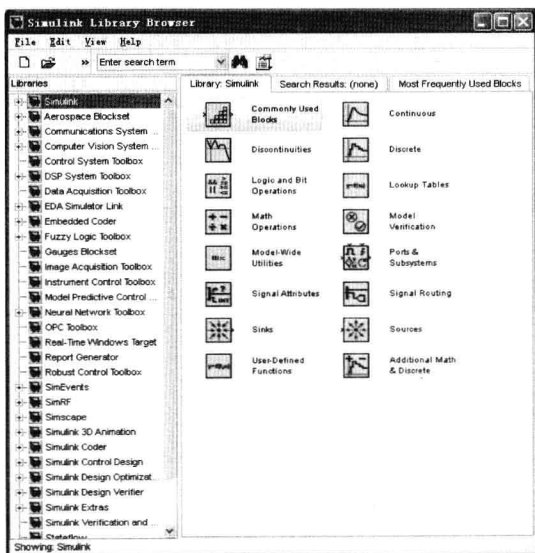 Simulink Library Browser
File Edit View Help
» Enter search term
Libraries
Library: Simulink Search Results: (none) Most Frequently Used Blocks
Simulink
Aerospace Blockset
Communications System ...
Computer Vision System ...
Control System Toolbox
DSP System Toolbox
Data Acquisition Toolbox
EDA Simulator Link
Embedded Coder
Fuzzy Logic Toolbox
Gauges Blockset
Image Acquisition Toolbox
Instrument Control Toolbox
Model Predictive Control ...
Neural Network Toolbox
OPC Toolbox
Real-Time Windows Target
Report Generator
Robust Control Toolbox
SimEvents
SimRF
Simscape
Simulink 3D Animation
Simulink Coder
Simulink Control Design
Simulink Design Optimizat...
Simulink Design Verifier
Simulink Extras
Simulink Verification and ...
Stateflow
Commonly Used
Blocks
Continuous
Discontinuities
Discrete
Logic and Bit
Operations
Lookup Tables
Math
Operations
Model
Verification
Model-Wide
Utilities
Ports &
Subsystems
Signal Attributes
Signal Routing
Sinks
Sources
User-Defined
Functions
Additional Math
& Discrete
Showing: Simulink